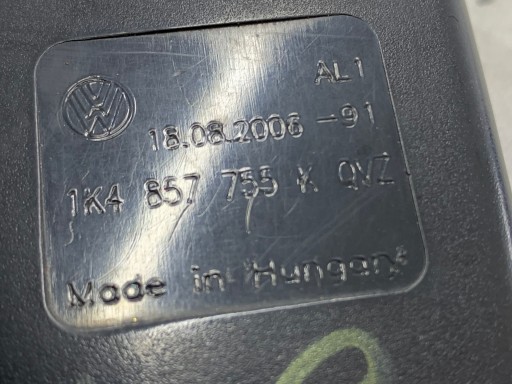 AL1
18.08.2006 -91
1K4 857 755 K QVZ
Made in Hungary